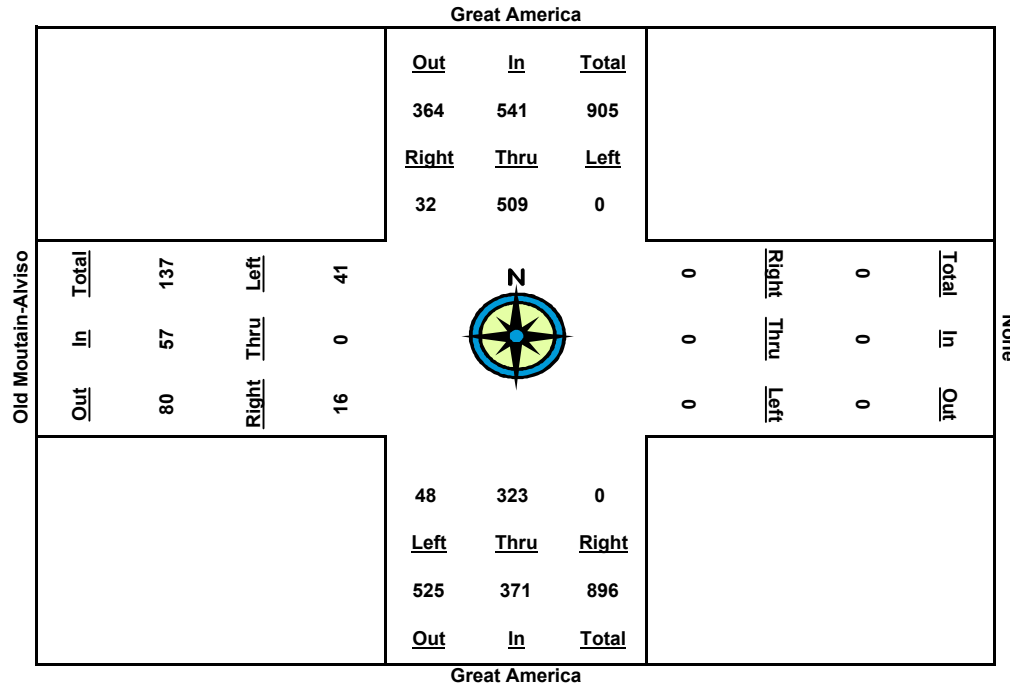 Great America
Out In Total
364 541 905
Right Thru Left
32 509 0
Old Moutain-Alviso
Total 137 Left 41
In 57 Thru 0
Out 80 Right 16
N
0 Right 0 Total
0 Thru 0 In
0 Left 0 Out
None
48 323 0
Left Thru Right
525 371 896
Out In Total
Great America